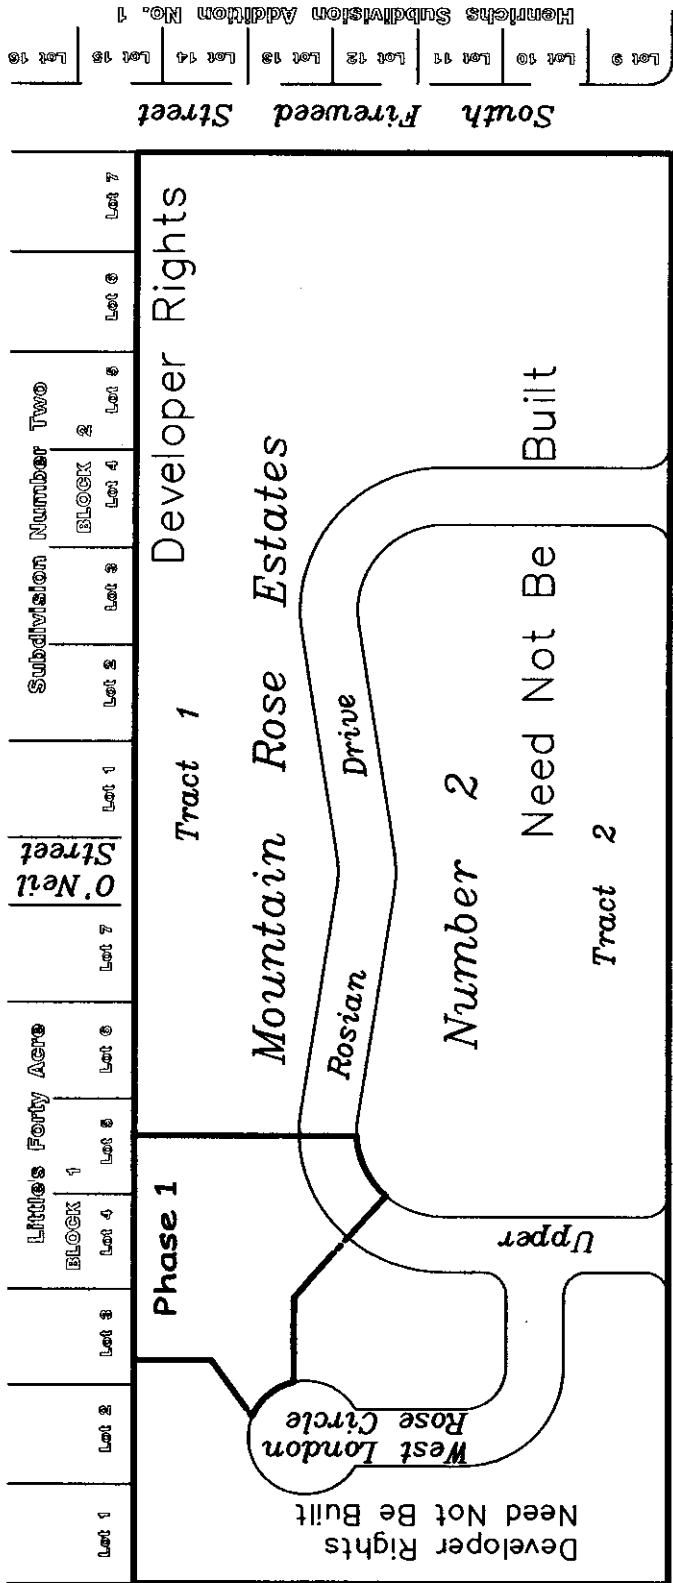 Henrichs Subdivision Addition No. 1
Lot 16
Lot 15
Lot 14
Lot 13
Lot 12
Lot 11
Lot 10
Lot 9
South Fireweed Street
Little's Forty Acre
Subdivision Number Two
BLOCK 1
BLOCK 2
Lot 1
Lot 2
Lot 3
Lot 4
Lot 5
Lot 6
Lot 7
O'Neil
Street
Lot 1
Lot 2
Lot 3
Lot 4
Lot 5
Lot 6
Lot 7
Phase 1
Tract 1
Developer Rights
Mountain Rose Estates
Upper Rosian Drive
Number 2
Need Not Be Built
Tract 2
West London
Rose Circle
Developer Rights
Need Not Be Built